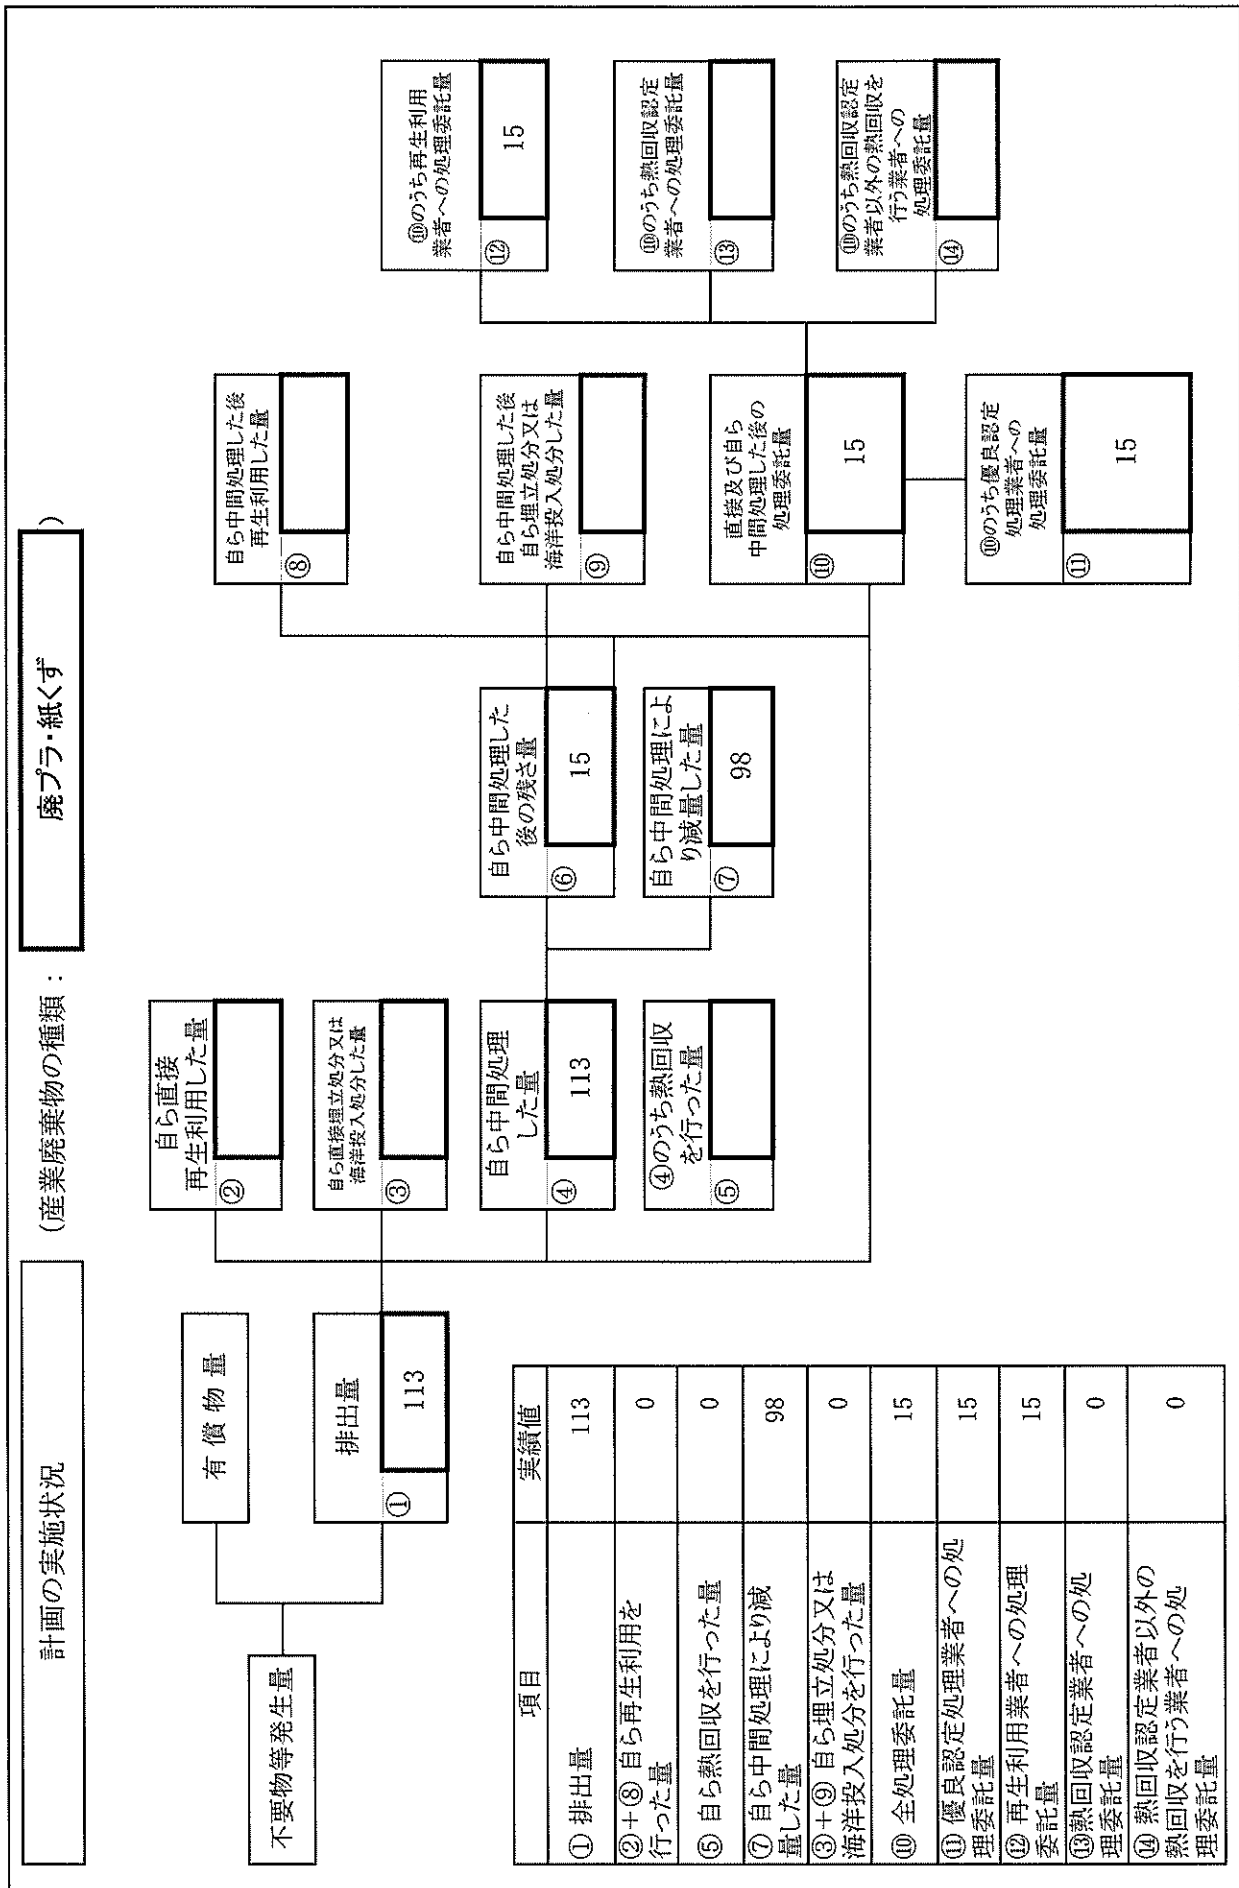 計画の実施状況
(産業廃棄物の種類：
廃プラ・紙くず
)
不要物等発生量
有 償 物 量
排出量
①
113
自ら直接
再生利用した量
②
自ら直接埋立処分又は
海洋投入処分した量
③
自ら中間処理
した量
④
113
④のうち熱回収
を行った量
⑤
自ら中間処理した
後の残さ量
⑥
15
自ら中間処理によ
り減量した量
⑦
98
自ら中間処理した後
再生利用した量
⑧
自ら中間処理した後
自ら埋立処分又は
海洋投入処分した量
⑨
直接及び自ら
中間処理した後の
処理委託量
⑩
15
⑩のうち優良認定
処理業者への
処理委託量
⑪
15
⑩のうち再生利用
業者への処理委託量
⑫
15
⑩のうち熱回収認定
業者への処理委託量
⑬
⑩のうち熱回収認定
業者以外の熱回収を
行う業者への
処理委託量
⑭
項目
実績値
① 排出量
113
②＋⑧ 自ら再生利用を
行った量
0
⑤ 自ら熱回収を行った量
0
⑦ 自ら中間処理により減
量した量
98
③＋⑨ 自ら埋立処分又は
海洋投入処分を行った量
0
⑩ 全処理委託量
15
⑪ 優良認定処理業者への処
理委託量
15
⑫ 再生利用業者への処理
委託量
15
⑬熱回収認定業者への処
理委託量
0
⑭ 熱回収認定業者以外の
熱回収を行う業者への処
理委託量
0